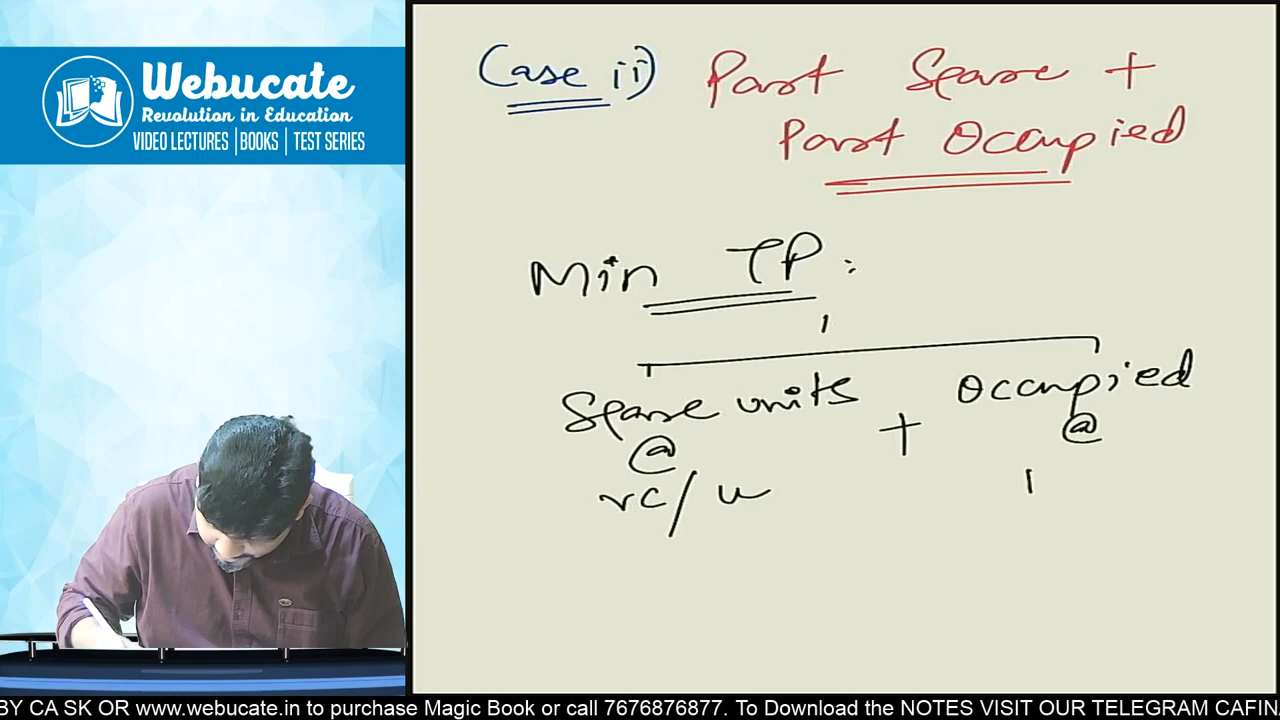 Webucate
Revolution in Education
VIDEO LECTURES | BOOKS | TEST SERIES
Case ii) Part Spare +
Part Occupied
Min TP :
Spare units + Occupied
@ @
VC/u
BY CA SK OR www.webucate.in to purchase Magic Book or call 7676876877. To Download the NOTES VISIT OUR TELEGRAM CAFIN